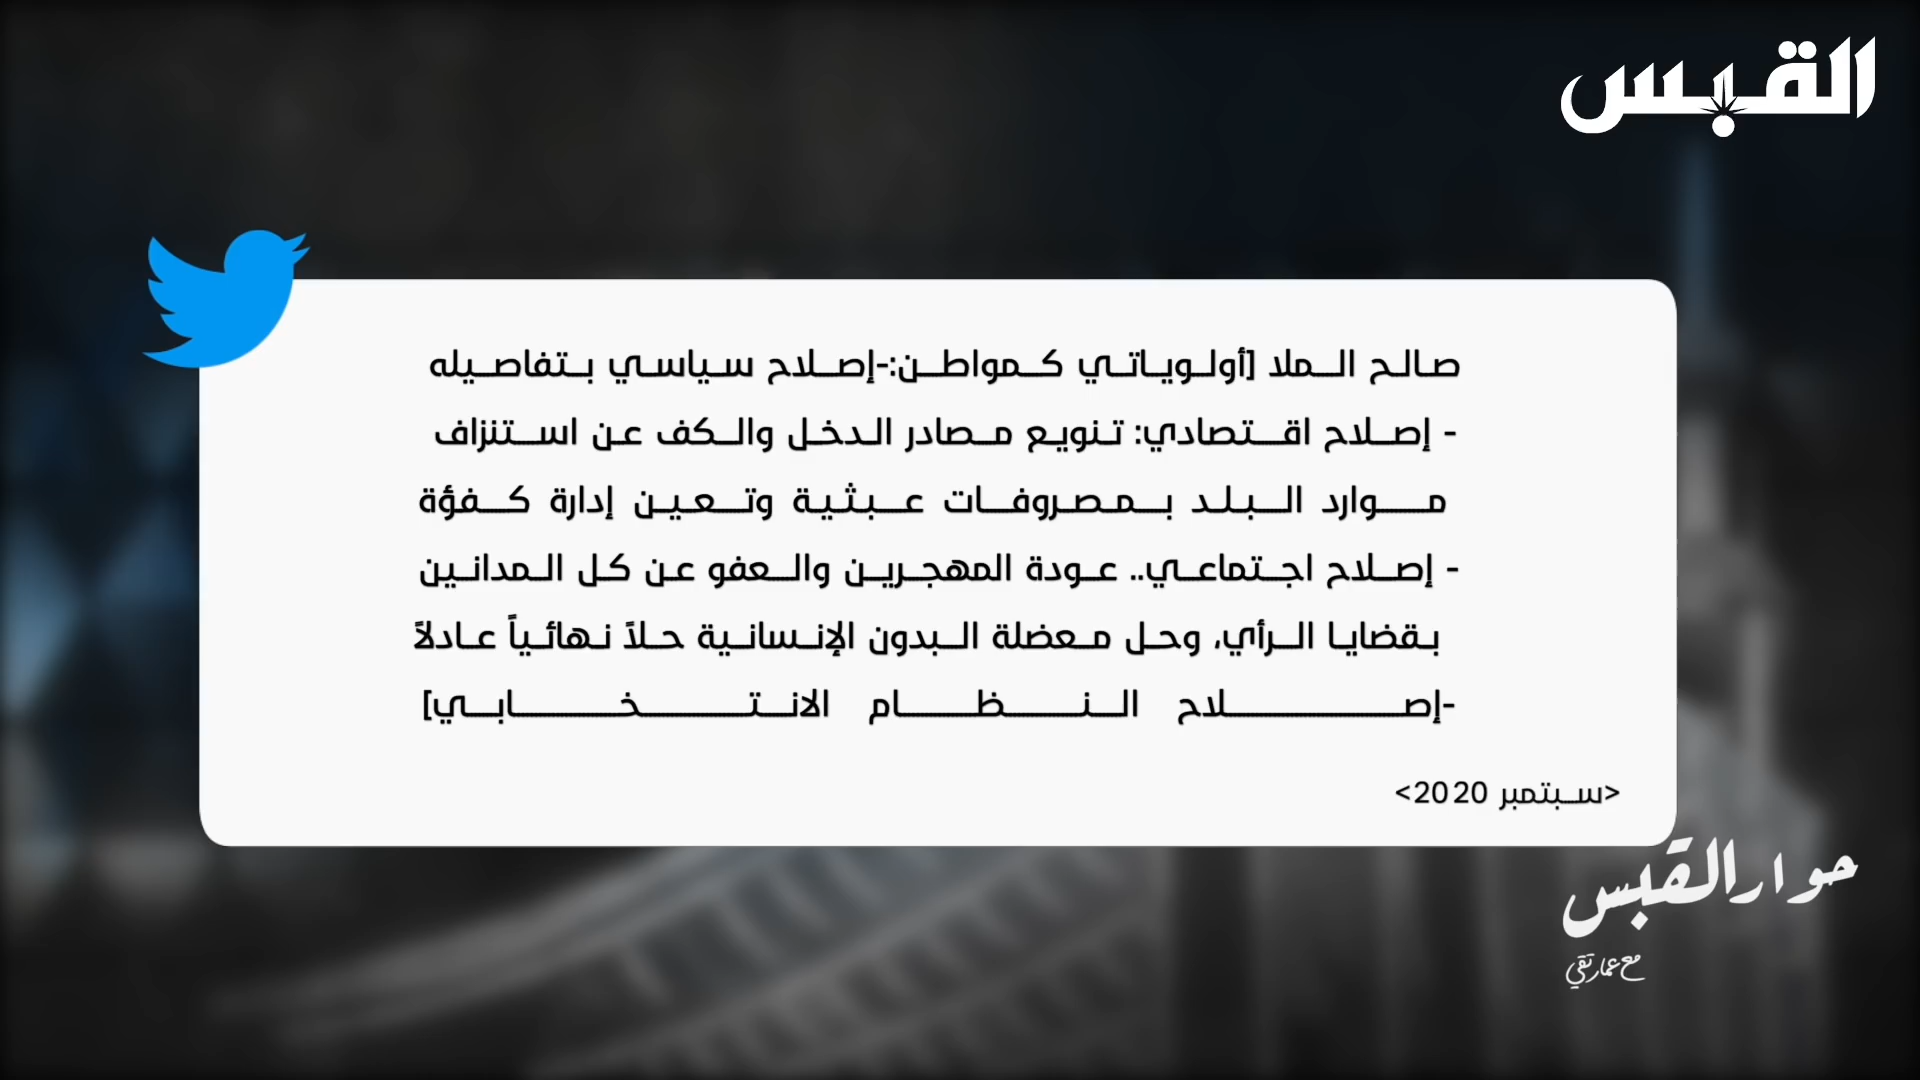 القبس
صالح الملا [أولوياتي كمواطن:-إصلاح سياسي بتفاصيله
- إصلاح اقتصادي: تنويع مصادر الدخل والكف عن استنزاف
موارد البلد بمصروفات عبثية وتعين إدارة كفؤة
- إصلاح اجتماعي.. عودة المهجرين والعفو عن كل المدانين
بقضايا الرأي، وحل معضلة البدون الإنسانية حلاً نهائياً عادلاً
-إصلاح النظام الانتخابي]
<سبتمبر 2020>
حوار القبس
مع عمار تقي